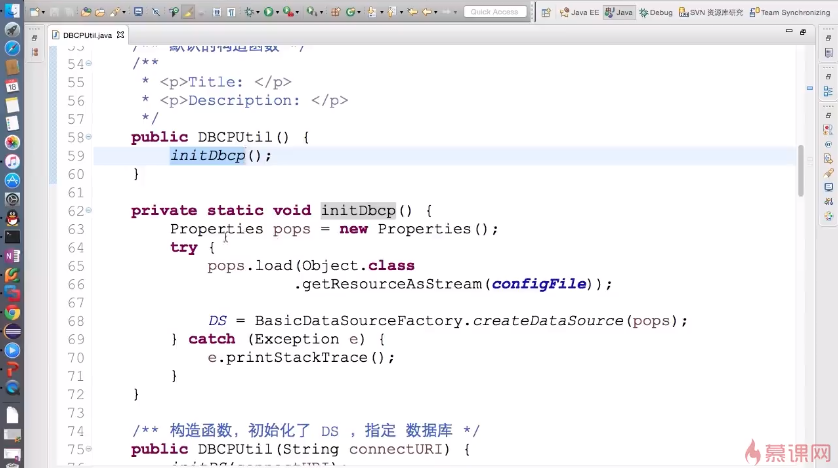 Quick Access
Java EE
Java
Debug
SVN 资源库研究
Team Synchronizing
DBCPUtil.java
53 /** 默认的构造函数 */
54 /**
55 * <p>Title: </p>
56 * <p>Description: </p>
57 */
58 public DBCPUtil() {
59 initDbcp();
60 }
61
62 private static void initDbcp() {
63 Properties pops = new Properties();
64 try {
65 pops.load(Object.class
66 .getResourceAsStream(configFile));
67
68 DS = BasicDataSourceFactory.createDataSource(pops);
69 } catch (Exception e) {
70 e.printStackTrace();
71 }
72 }
73
74 /** 构造函数，初始化了 DS ，指定 数据库 */
75 public DBCPUtil(String connectURI) {
76 initDS(connectURI);
慕课网